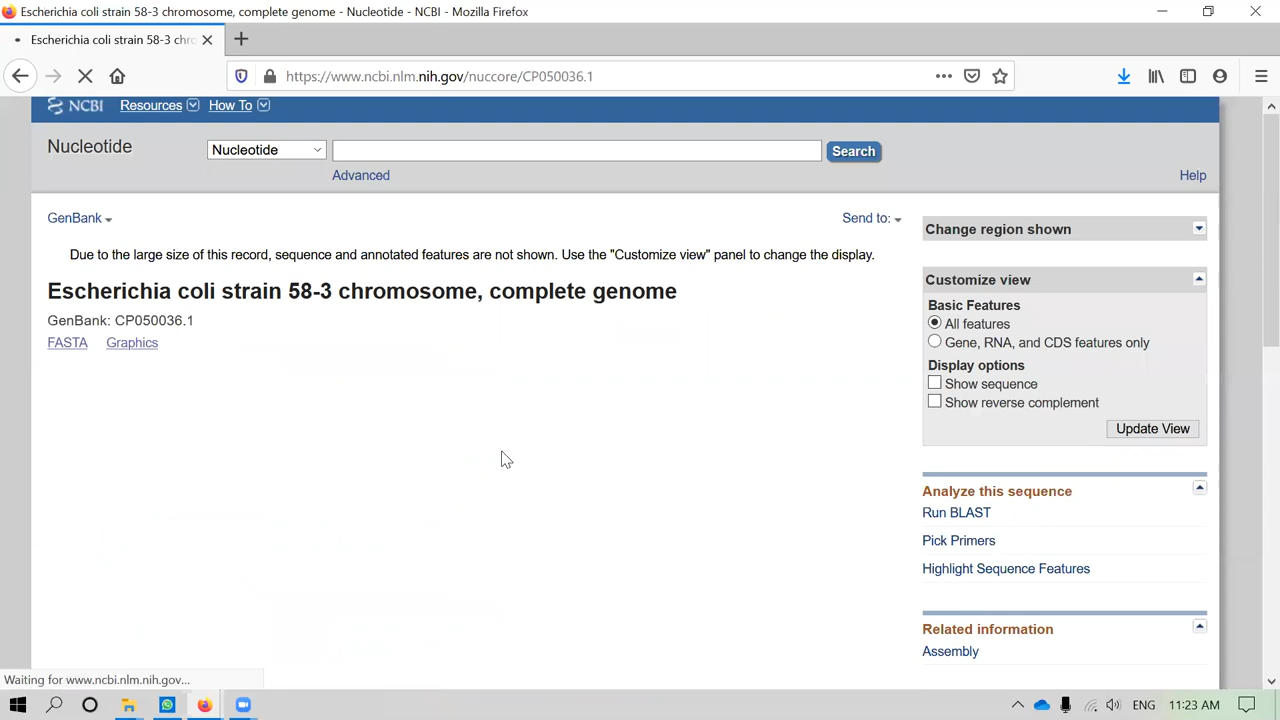 Escherichia coli strain 58-3 chromosome, complete genome - Nucleotide - NCBI - Mozilla Firefox
Escherichia coli strain 58-3 chro
https://www.ncbi.nlm.nih.gov/nuccore/CP050036.1
NCBI Resources How To
Nucleotide Nucleotide Search
Advanced Help
GenBank Send to:
Change region shown
Due to the large size of this record, sequence and annotated features are not shown. Use the "Customize view" panel to change the display.
Customize view
Escherichia coli strain 58-3 chromosome, complete genome
Basic Features
GenBank: CP050036.1
All features
FASTA Graphics
Gene, RNA, and CDS features only
Display options
Show sequence
Show reverse complement
Update View
Analyze this sequence
Run BLAST
Pick Primers
Highlight Sequence Features
Related information
Assembly
Waiting for www.ncbi.nlm.nih.gov...
ENG 11:23 AM